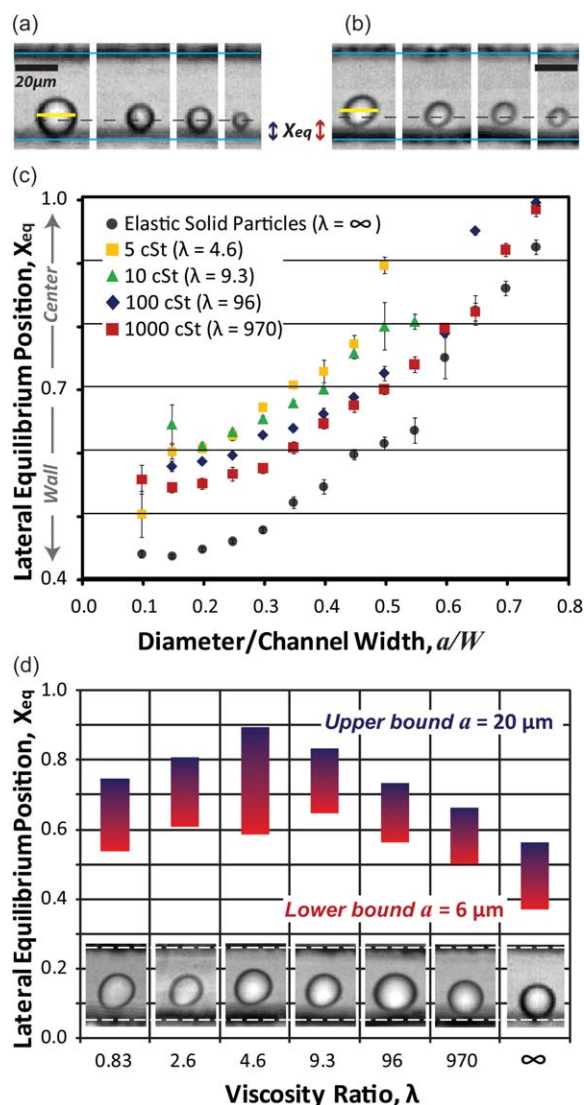 (a)
(b)
20μm
Xeq
(c)
Lateral Equilibrium Position, Xeq
Wall
Center
1.0
0.7
0.4
Elastic Solid Particles (λ = ∞)
5 cSt (λ = 4.6)
10 cSt (λ = 9.3)
100 cSt (λ = 96)
1000 cSt (λ = 970)
0.0 0.1 0.2 0.3 0.4 0.5 0.6 0.7 0.8
Diameter/Channel Width, a/W
(d)
Lateral Equilibrium Position, Xeq
1.0
0.8
0.6
0.4
0.2
0.0
Upper bound a = 20 μm
Lower bound a = 6 μm
0.83 2.6 4.6 9.3 96 970 ∞
Viscosity Ratio, λ